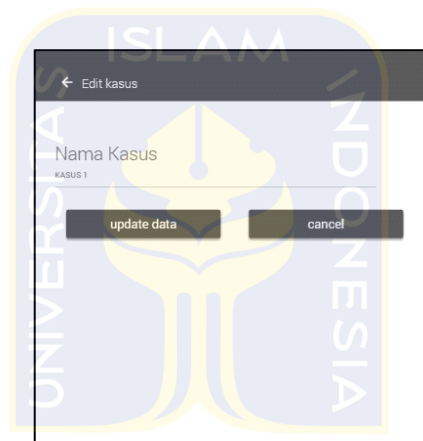 ISLAM
UNIVERSITAS
INDONESIA
← Edit kasus
Nama Kasus
KASUS 1
update data
cancel